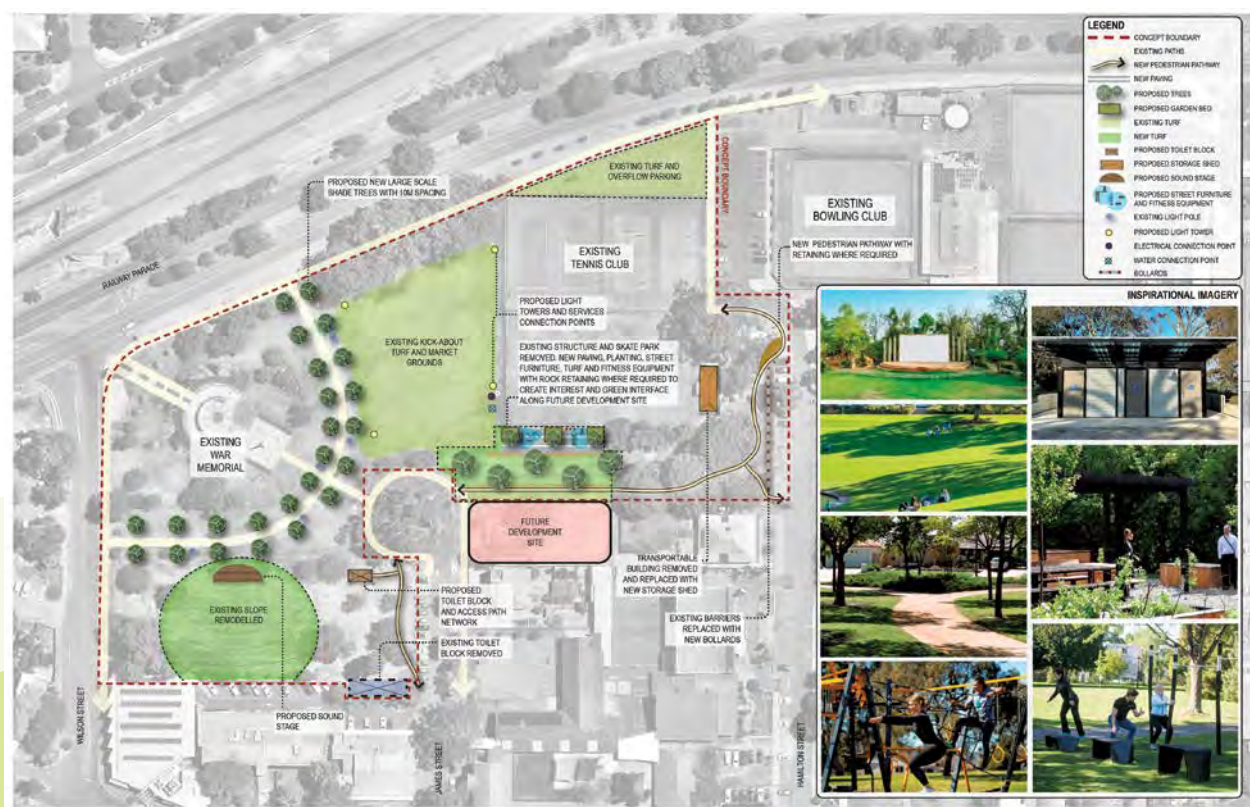 LEGEND
CONCEPT BOUNDARY
EXISTING PATHS
NEW PEDESTRIAN PATHWAY
NEW PAVING
PROPOSED TREES
PROPOSED GARDEN BED
EXISTING TURF
NEW TURF
PROPOSED TOILET BLOCK
PROPOSED STORAGE SHED
PROPOSED SOUND STAGE
PROPOSED STREET FURNITURE
AND FITNESS EQUIPMENT
EXISTING LIGHT POLE
PROPOSED LIGHT TOWER
ELECTRICAL CONNECTION POINT
WATER CONNECTION POINT
BOLLARDS
EXISTING TURF AND
OVERFLOW PARKING
CONCEPT BOUNDARY
PROPOSED NEW LARGE SCALE
SHADE TREES WITH 10M SPACING
EXISTING
BOWLING CLUB
EXISTING
TENNIS CLUB
NEW PEDESTRIAN PATHWAY WITH
RETAINING WHERE REQUIRED
RAILWAY PARADE
INSPIRATIONAL IMAGERY
PROPOSED LIGHT
TOWERS AND SERVICES
CONNECTION POINTS
EXISTING KICK-ABOUT
TURF AND MARKET
GROUNDS
EXISTING STRUCTURE AND SKATE PARK
REMOVED. NEW PAVING, PLANTING, STREET
FURNITURE, TURF AND FITNESS EQUIPMENT
WITH ROCK RETAINING WHERE REQUIRED TO
CREATE INTEREST AND GREEN INTERFACE
ALONG FUTURE DEVELOPMENT SITE
EXISTING
WAR
MEMORIAL
FUTURE
DEVELOPMENT
SITE
TRANSPORTABLE
BUILDING REMOVED
AND REPLACED WITH
NEW STORAGE SHED
PROPOSED
TOILET BLOCK
AND ACCESS PATH
NETWORK
EXISTING SLOPE
REMODELLED
EXISTING BARRIERS
REPLACED WITH
NEW BOLLARDS
EXISTING TOILET
BLOCK REMOVED
PROPOSED SOUND
STAGE
WILSON STREET
JAMES STREET
HAMILTON STREET